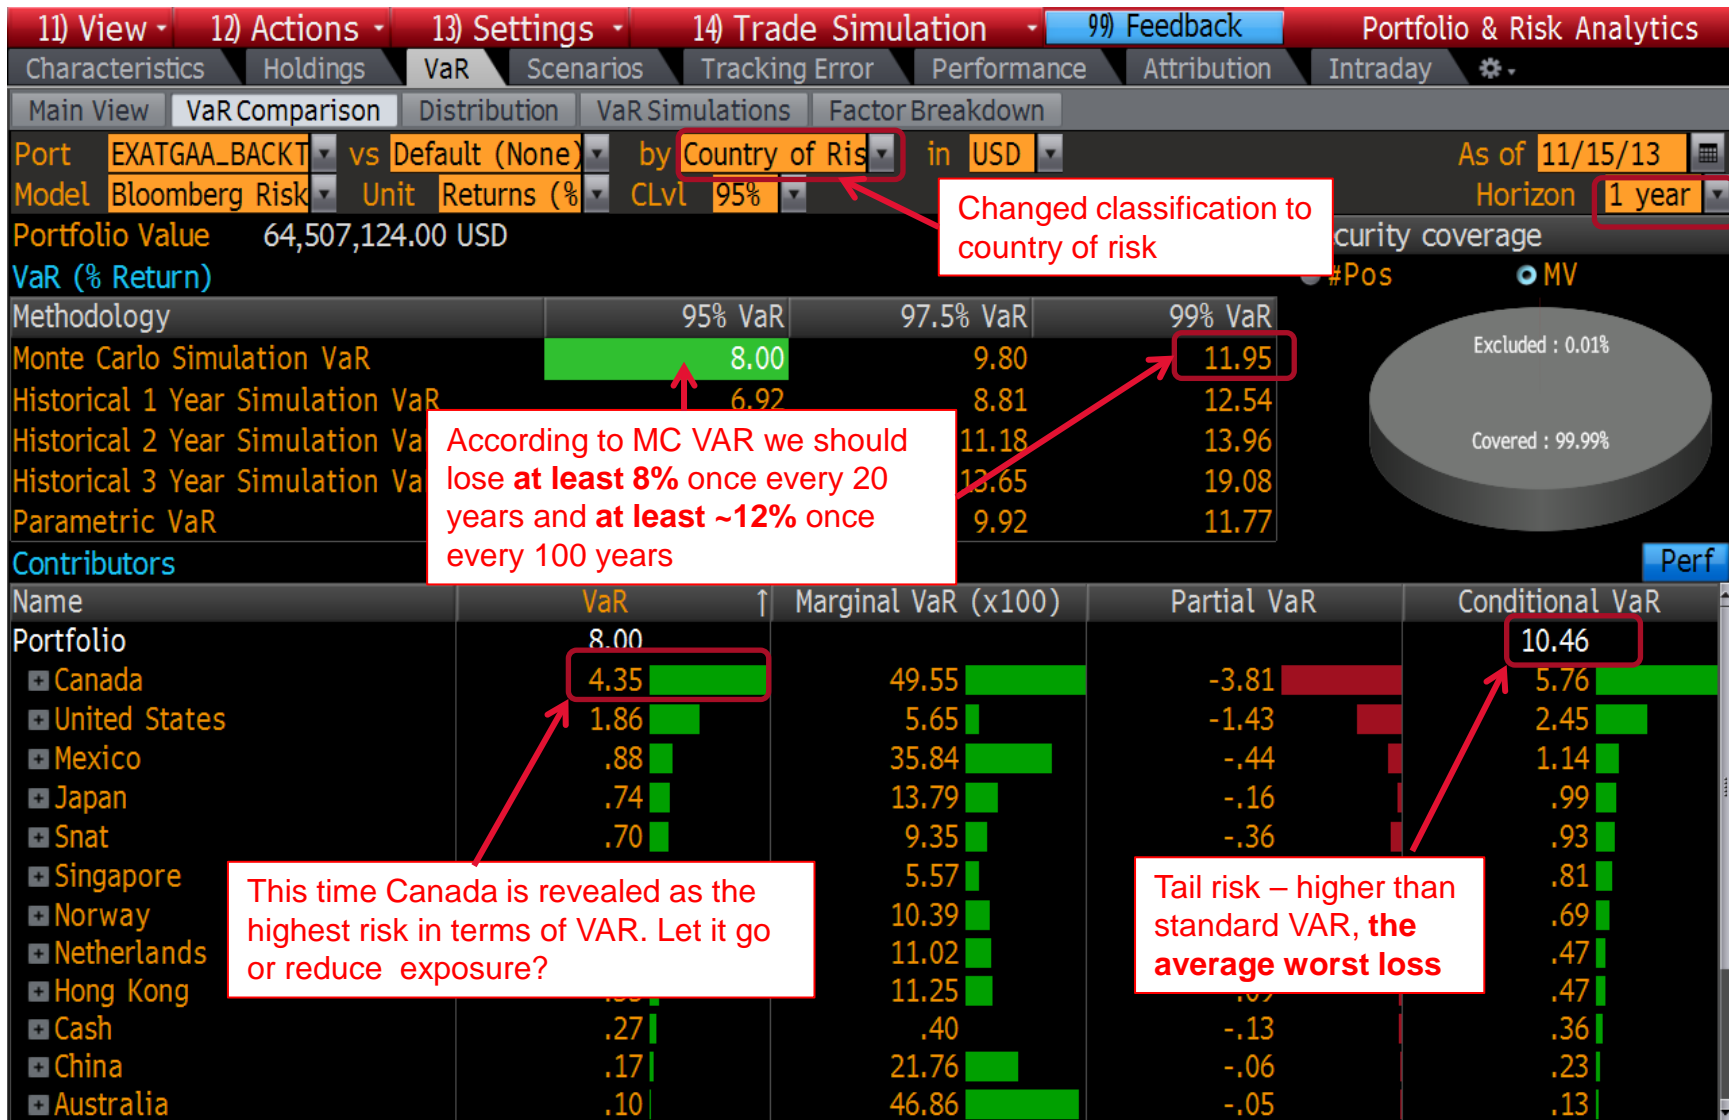 11) View 12) Actions 13) Settings 14) Trade Simulation 99) Feedback Portfolio & Risk Analytics
Characteristics Holdings VaR Scenarios Tracking Error Performance Attribution Intraday
Main View VaR Comparison Distribution VaR Simulations Factor Breakdown
Port EXATGAA_BACKT vs Default (None) by Country of Ris in USD As of 11/15/13
Model Bloomberg Risk Unit Returns (% CLvl 95% Horizon 1 year
Changed classification to
country of risk
Portfolio Value 64,507,124.00 USD curity coverage
VaR (% Return) #Pos MV
Methodology 95% VaR 97.5% VaR 99% VaR
Monte Carlo Simulation VaR 8.00 9.80 11.95
Historical 1 Year Simulation VaR 6.92 8.81 12.54
Historical 2 Year Simulation Va 11.18 13.96
Historical 3 Year Simulation Va 13.65 19.08
Parametric VaR 9.92 11.77
Excluded : 0.01%
Covered : 99.99%
According to MC VAR we should
lose at least 8% once every 20
years and at least ~12% once
every 100 years
Contributors Perf
Name VaR ↑ Marginal VaR (x100) Partial VaR Conditional VaR
Portfolio 8.00 10.46
Canada 4.35 49.55 -3.81 5.76
United States 1.86 5.65 -1.43 2.45
Mexico .88 35.84 -.44 1.14
Japan .74 13.79 -.16 .99
Snat .70 9.35 -.36 .93
Singapore 5.57 .81
Norway 10.39 .69
Netherlands 11.02 .47
Hong Kong 11.25 .47
Cash .27 .40 -.13 .36
China .17 21.76 -.06 .23
Australia .10 46.86 -.05 .13
This time Canada is revealed as the
highest risk in terms of VAR. Let it go
or reduce exposure?
Tail risk – higher than
standard VAR, the
average worst loss